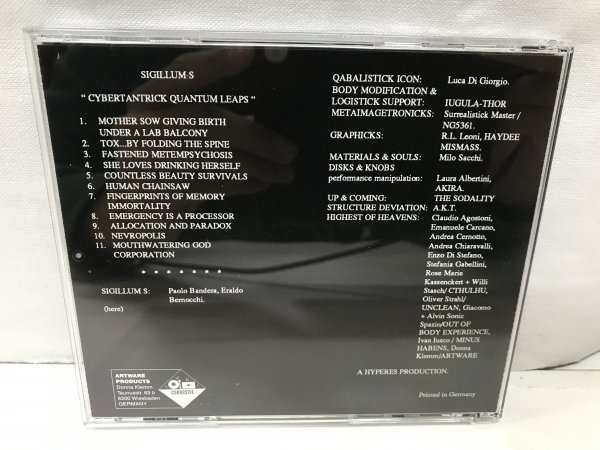 SIGILLUM S
“ CYBERTANTRICK QUANTUM LEAPS “
1. MOTHER SOW GIVING BIRTH
UNDER A LAB BALCONY
2. TOX...BY FOLDING THE SPINE
3. FASTENED METEMPSYCHOSIS
4. SHE LOVES DRINKING HERSELF
5. COUNTLESS BEAUTY SURVIVALS
6. HUMAN CHAINSAW
7. FINGERPRINTS OF MEMORY
IMMORTALITY
8. EMERGENCY IS A PROCESSOR
9. ALLOCATION AND PARADOX
10. NEVROPOLIS
11. MOUTHWATERING GOD
CORPORATION
SIGILLUM S: Paolo Bandera, Eraldo
(here) Bernocchi.
QABALISTICK ICON: Luca Di Giorgio.
BODY MODIFICATION &
LOGISTICK SUPPORT: IUGULA-THOR
METAIMAGETRONICKS: Surrealistick Master /
NG5361.
GRAPHICKS: R.L. Leoni, HAYDEE
MISMASS.
MATERIALS & SOULS: Milo Sacchi.
DISKS & KNOBS
performance manipulation: Laura Albertini,
AKIRA.
UP & COMING: THE SODALITY
STRUCTURE DEVIATION: A.K.T.
HIGHEST OF HEAVENS: Claudio Agostoni,
Emanuele Carcano,
Andrea Cernotto,
Andrea Chiaravalli,
Enzo Di Stefano,
Stefania Gabellini,
Rose Marie
Kassenckert + Willi
Stasch/ CTHULHU,
Oliver Strahl/
UNCLEAN, Giacomo
+ Alvin Sonic
Spazio/OUT OF
BODY EXPERIENCE,
Ivan Iusco / MINUS
HABENS, Donna
Klemm/ARTWARE
A HYPERES PRODUCTION.
Printed in Germany
ARTWARE
PRODUCTS
Donna Klemm
Taunusstr. 63 b
6200 Wiesbaden
GERMANY
CORROSIVE